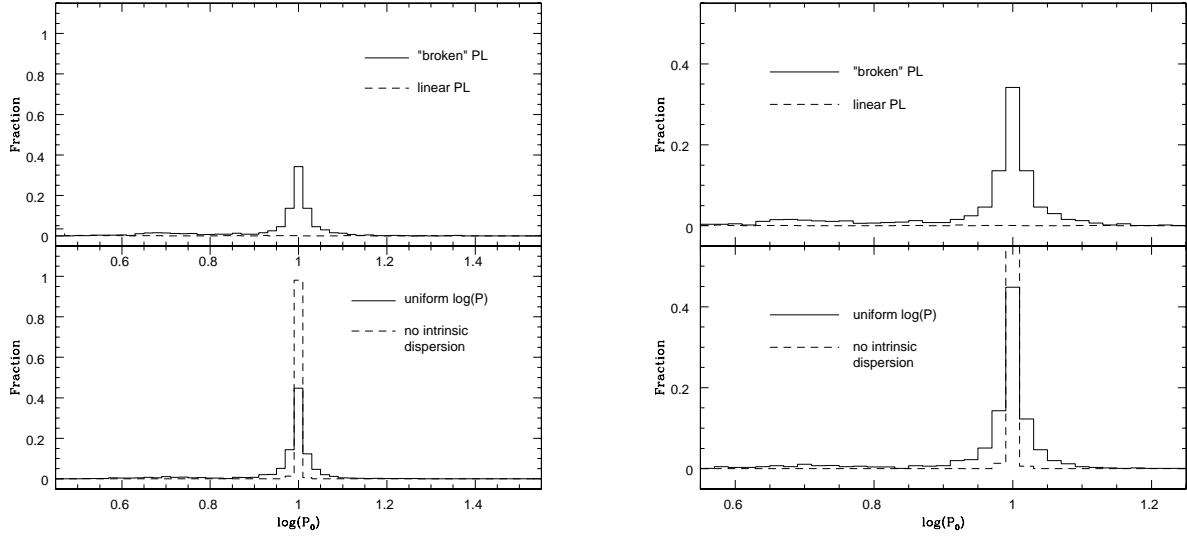 1
0.8
0.6
0.4
0.2
0
Fraction
"broken" PL
linear PL
0.6
0.8
1
1.2
1.4
1
0.8
0.6
0.4
0.2
0
Fraction
uniform log(P)
no intrinsic
dispersion
0.6
0.8
1
1.2
1.4
log(P₀)
0.4
0.2
0
Fraction
"broken" PL
linear PL
0.4
0.2
0
Fraction
uniform log(P)
no intrinsic
dispersion
0.6
0.8
1
1.2
log(P₀)